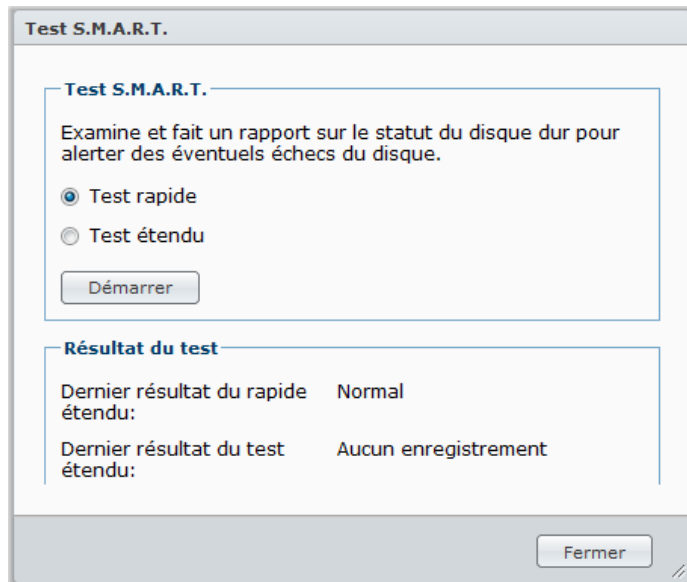 Test S.M.A.R.T.
Test S.M.A.R.T.
Examine et fait un rapport sur le statut du disque dur pour
alerter des éventuels échecs du disque.
Test rapide
Test étendu
Démarrer
Résultat du test
Dernier résultat du rapide Normal
étendu:
Dernier résultat du test Aucun enregistrement
étendu:
Fermer